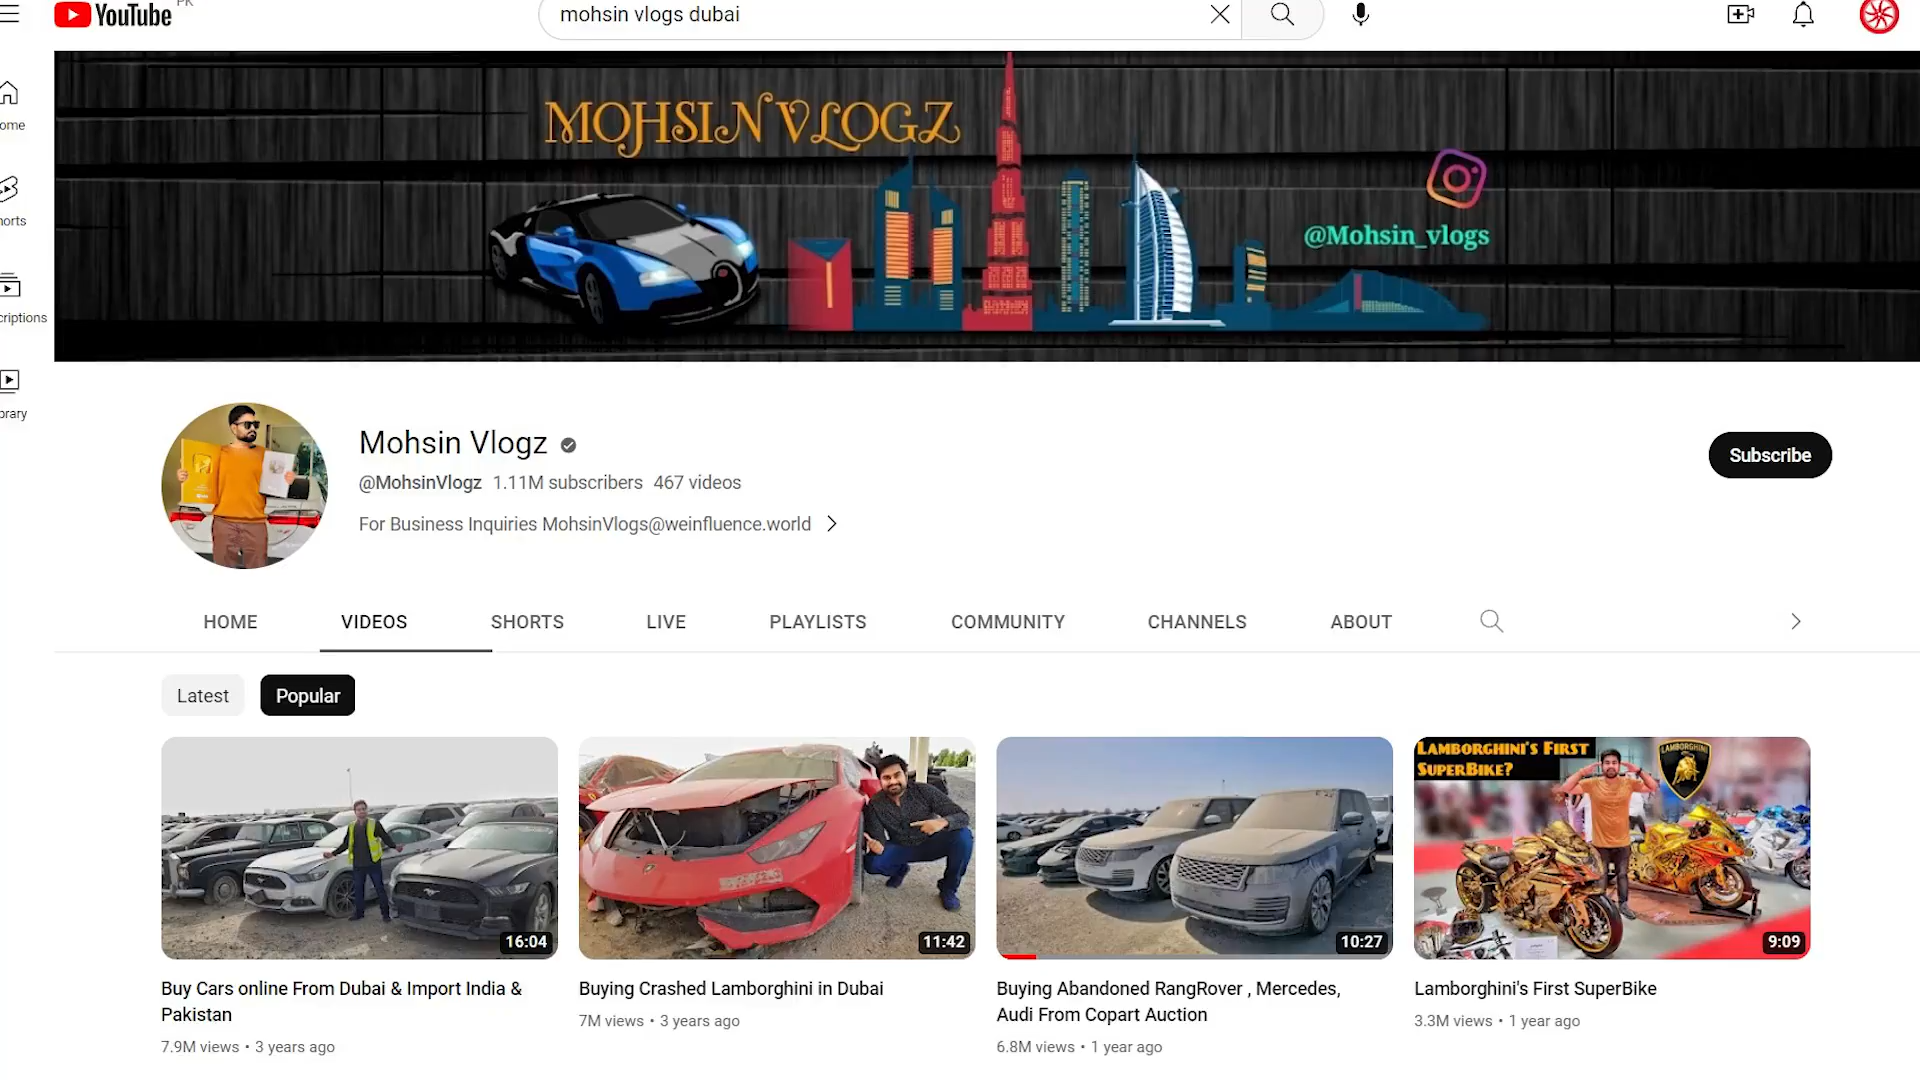 YouTube PK
mohsin vlogs dubai
MOHSIN VLOGZ
@Mohsin_vlogs
ome
horts
criptions
brary
Mohsin Vlogz
@MohsinVlogz 1.11M subscribers 467 videos
For Business Inquiries MohsinVlogs@weinfluence.world
Subscribe
HOME VIDEOS SHORTS LIVE PLAYLISTS COMMUNITY CHANNELS ABOUT
Latest Popular
LAMBORGHINI'S FIRST
SUPERBIKE?
LAMBORGHINI
16:04 11:42 10:27 9:09
Buy Cars online From Dubai & Import India &
Pakistan
7.9M views • 3 years ago
Buying Crashed Lamborghini in Dubai
7M views • 3 years ago
Buying Abandoned RangRover , Mercedes,
Audi From Copart Auction
6.8M views • 1 year ago
Lamborghini's First SuperBike
3.3M views • 1 year ago